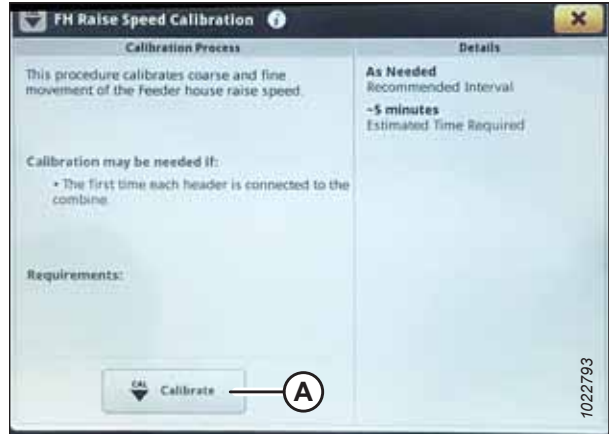 FH Raise Speed Calibration i
Calibration Process
This procedure calibrates coarse and fine
movement of the Feeder house raise speed.
Calibration may be needed if:
• The first time each header is connected to the
combine.
Requirements:
CAL
Calibrate
Details
As Needed
Recommended Interval
~5 minutes
Estimated Time Required
A
1022793